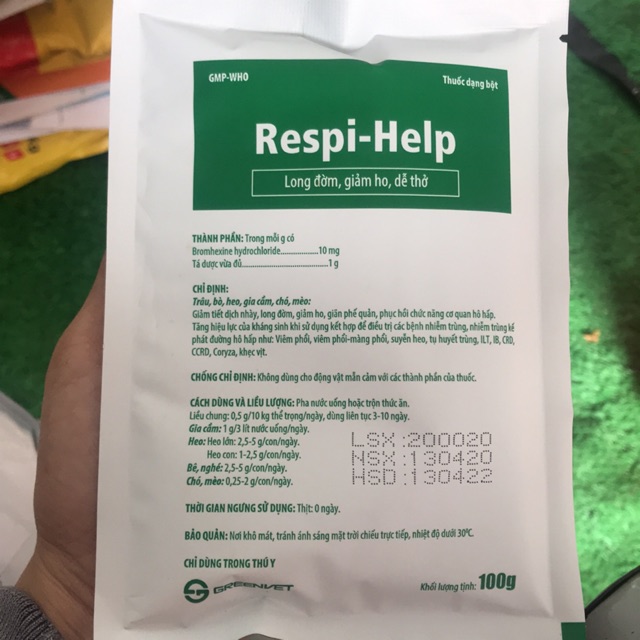 GMP-WHO
Thuốc dạng bột
Respi-Help
Long đờm, giảm ho, dễ thở
THÀNH PHẦN: Trong mỗi g có
Bromhexine hydrochloride..................10 mg
Tá dược vừa đủ........................................1 g
CHỈ ĐỊNH:
Trâu, bò, heo, gia cầm, chó, mèo:
Giảm tiết dịch nhày, long đờm, giảm ho, giãn phế quản, phục hồi chức năng cơ quan hô hấp.
Tăng hiệu lực của kháng sinh khi sử dụng kết hợp để điều trị các bệnh nhiễm trùng, nhiễm trùng kế
phát đường hô hấp như: Viêm phổi, viêm phổi-màng phổi, suyễn heo, tụ huyết trùng, ILT, IB, CRD,
CCRD, Coryza, khẹc vịt.
CHỐNG CHỈ ĐỊNH: Không dùng cho động vật mẫn cảm với các thành phần của thuốc.
CÁCH DÙNG VÀ LIỀU LƯỢNG: Pha nước uống hoặc trộn thức ăn.
Liều chung: 0,5 g/10 kg thể trọng/ngày, dùng liên tục 3-10 ngày.
Gia cầm: 1 g/3 lít nước uống/ngày.
Heo: Heo lớn: 2,5-5 g/con/ngày.
Heo con: 1-2,5 g/con/ngày.
Bê, nghé: 2,5-5 g/con/ngày.
Chó, mèo: 0,25-2 g/con/ngày.
LSX :200020
NSX :130420
HSD :130422
THỜI GIAN NGƯNG SỬ DỤNG: Thịt: 0 ngày.
BẢO QUẢN: Nơi khô mát, tránh ánh sáng mặt trời chiếu trực tiếp, nhiệt độ dưới 30ºC.
CHỈ DÙNG TRONG THÚ Y
GREENVET
Khối lượng tịnh: 100g